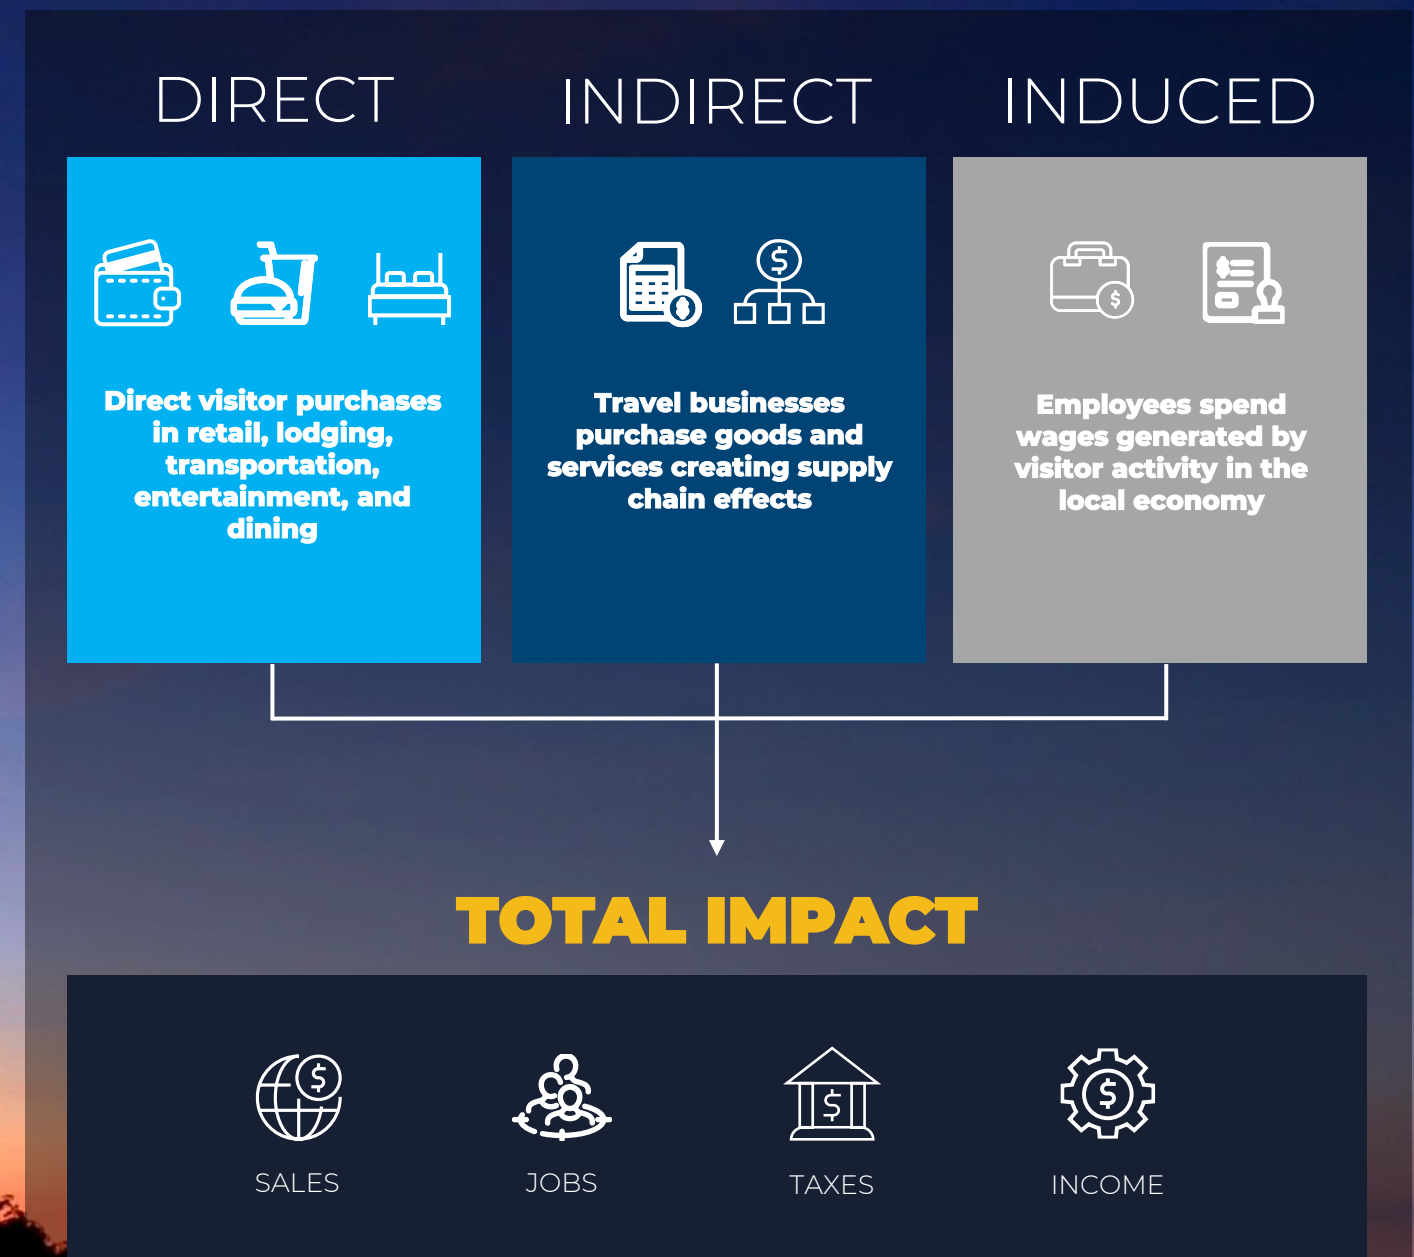 DIRECT
INDIRECT
INDUCED
Direct visitor purchases
in retail, lodging,
transportation,
entertainment, and
dining
Travel businesses
purchase goods and
services creating supply
chain effects
Employees spend
wages generated by
visitor activity in the
local economy
TOTAL IMPACT
SALES
JOBS
TAXES
INCOME